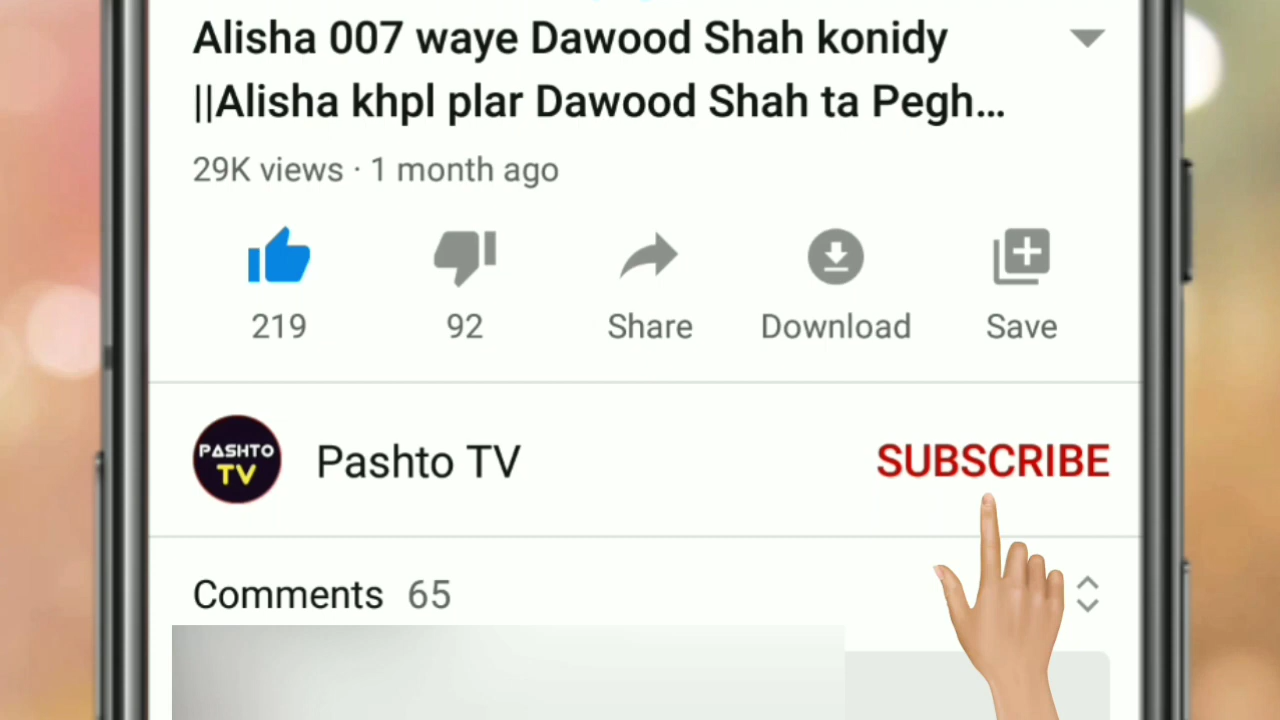 Alisha 007 waye Dawood Shah konidy
||Alisha khpl plar Dawood Shah ta Pegh...
29K views · 1 month ago
219
92
Share
Download
Save
PASHTO
TV
Pashto TV
SUBSCRIBE
Comments 65